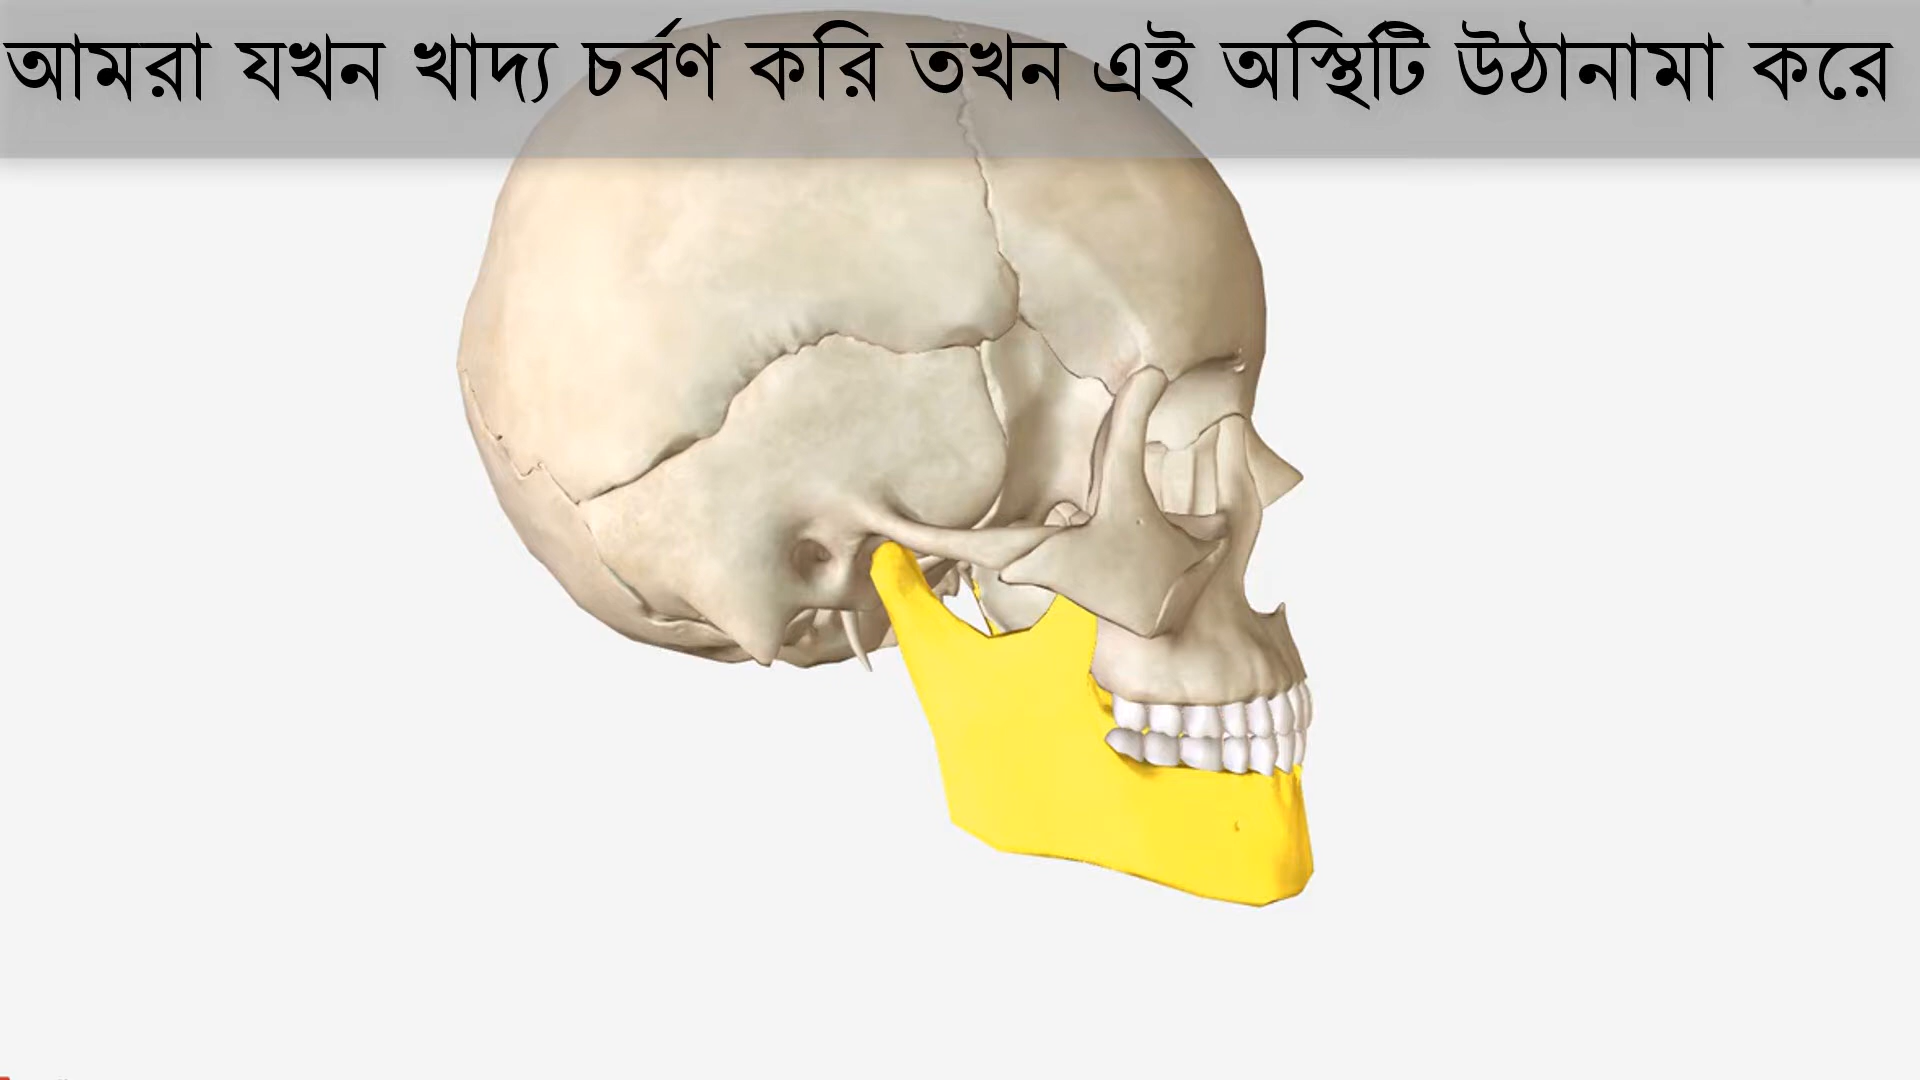 আমরা যখন খাদ্য চর্বণ করি তখন এই অস্থিটি উঠানামা করে